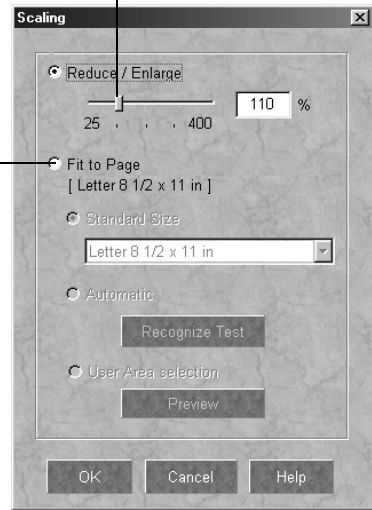 Scaling
Reduce / Enlarge
110 %
25 . . . 400
Fit to Page
[ Letter 8 1/2 x 11 in ]
Standard Size
Letter 8 1/2 x 11 in
Automatic
Recognize Test
User Area selection
Preview
OK Cancel Help